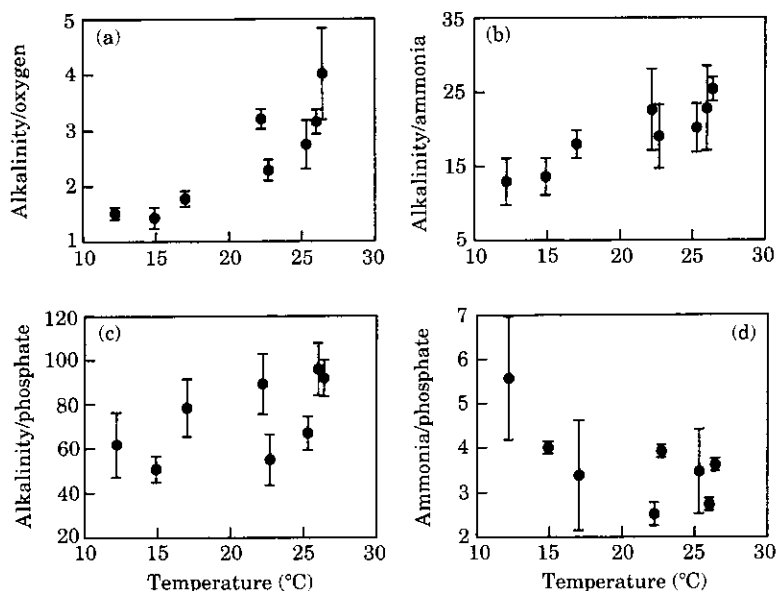 (a)
Alkalinity/oxygen
5
4
3
2
1
10 15 20 25 30
(b)
Alkalinity/ammonia
35
25
15
5
10 15 20 25 30
(c)
Alkalinity/phosphate
120
100
80
60
40
20
10 15 20 25 30
Temperature (°C)
(d)
Ammonia/phosphate
7
6
5
4
3
2
10 15 20 25 30
Temperature (°C)